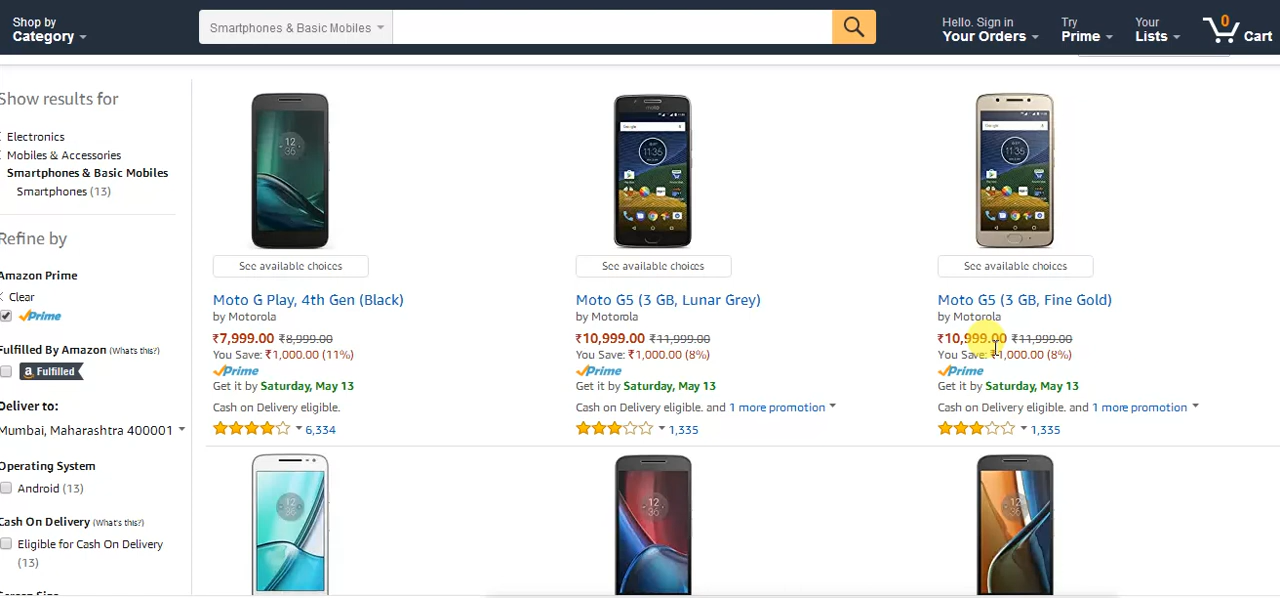 Shop by
Category
Smartphones & Basic Mobiles
Hello. Sign in
Your Orders
Try
Prime
Your
Lists
0
Cart
Show results for
Electronics
Mobiles & Accessories
Smartphones & Basic Mobiles
Smartphones (13)
Refine by
Amazon Prime
Clear
Prime
Fulfilled By Amazon (What's this?)
a Fulfilled
Deliver to:
Mumbai, Maharashtra 400001
Operating System
Android (13)
Cash On Delivery (What's this?)
Eligible for Cash On Delivery
(13)
See available choices
Moto G Play, 4th Gen (Black)
by Motorola
₹7,999.00 ₹8,999.00
You Save: ₹1,000.00 (11%)
Prime
Get it by Saturday, May 13
Cash on Delivery eligible.
6,334
See available choices
Moto G5 (3 GB, Lunar Grey)
by Motorola
₹10,999.00 ₹11,999.00
You Save: ₹1,000.00 (8%)
Prime
Get it by Saturday, May 13
Cash on Delivery eligible. and 1 more promotion
1,335
See available choices
Moto G5 (3 GB, Fine Gold)
by Motorola
₹10,999.00 ₹11,999.00
You Save: ₹1,000.00 (8%)
Prime
Get it by Saturday, May 13
Cash on Delivery eligible. and 1 more promotion
1,335